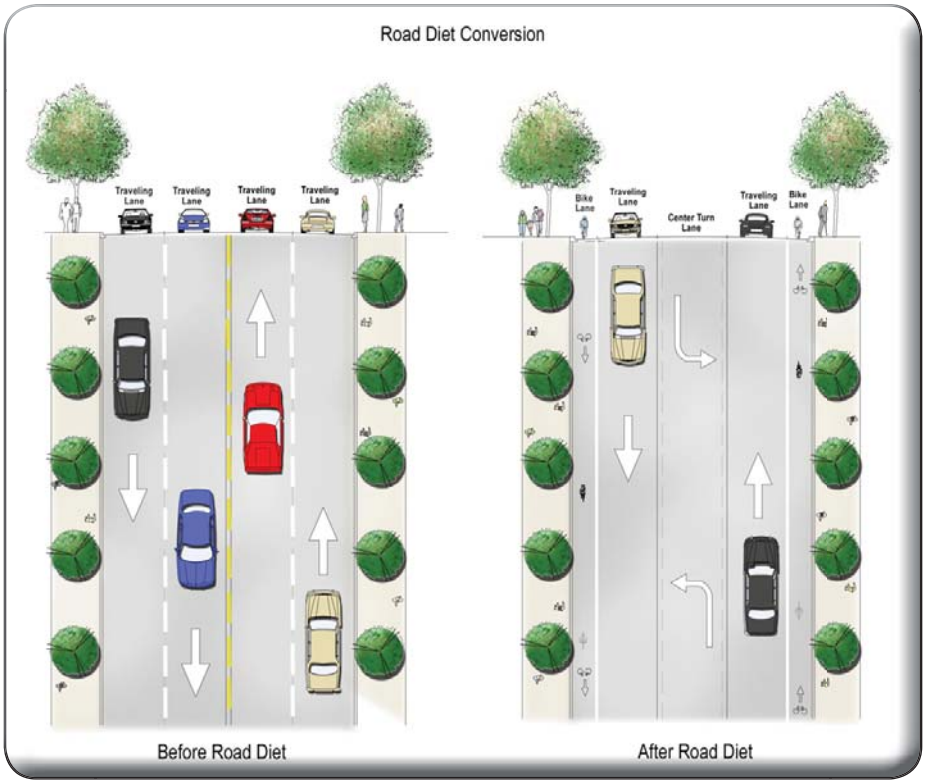 Road Diet Conversion
Traveling
Lane
Traveling
Lane
Traveling
Lane
Traveling
Lane
Before Road Diet
Bike
Lane
Traveling
Lane
Center Turn
Lane
Traveling
Lane
Bike
Lane
After Road Diet